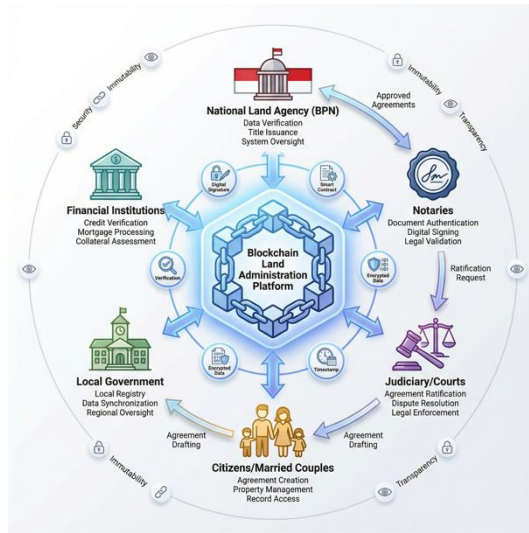 Immutability
Immutability
Security
Transparency
National Land Agency (BPN)
Data Verification
Title Issuance
System Oversight
Approved
Agreements
Digital
Signature
Smart
Contract
Financial Institutions
Credit Verification
Mortgage Processing
Collateral Assessment
Notaries
Document Authentication
Digital Signing
Legal Validation
Verification
Blockchain
Land
Administration
Platform
Encrypted
Data
Ratification
Request
Local Government
Local Registry
Data Synchronization
Regional Oversight
Encrypted
Data
Timestamp
Judiciary/Courts
Agreement Ratification
Dispute Resolution
Legal Enforcement
Agreement
Drafting
Agreement
Drafting
Citizens/Married Couples
Agreement Creation
Property Management
Record Access
Immutability
Transparency